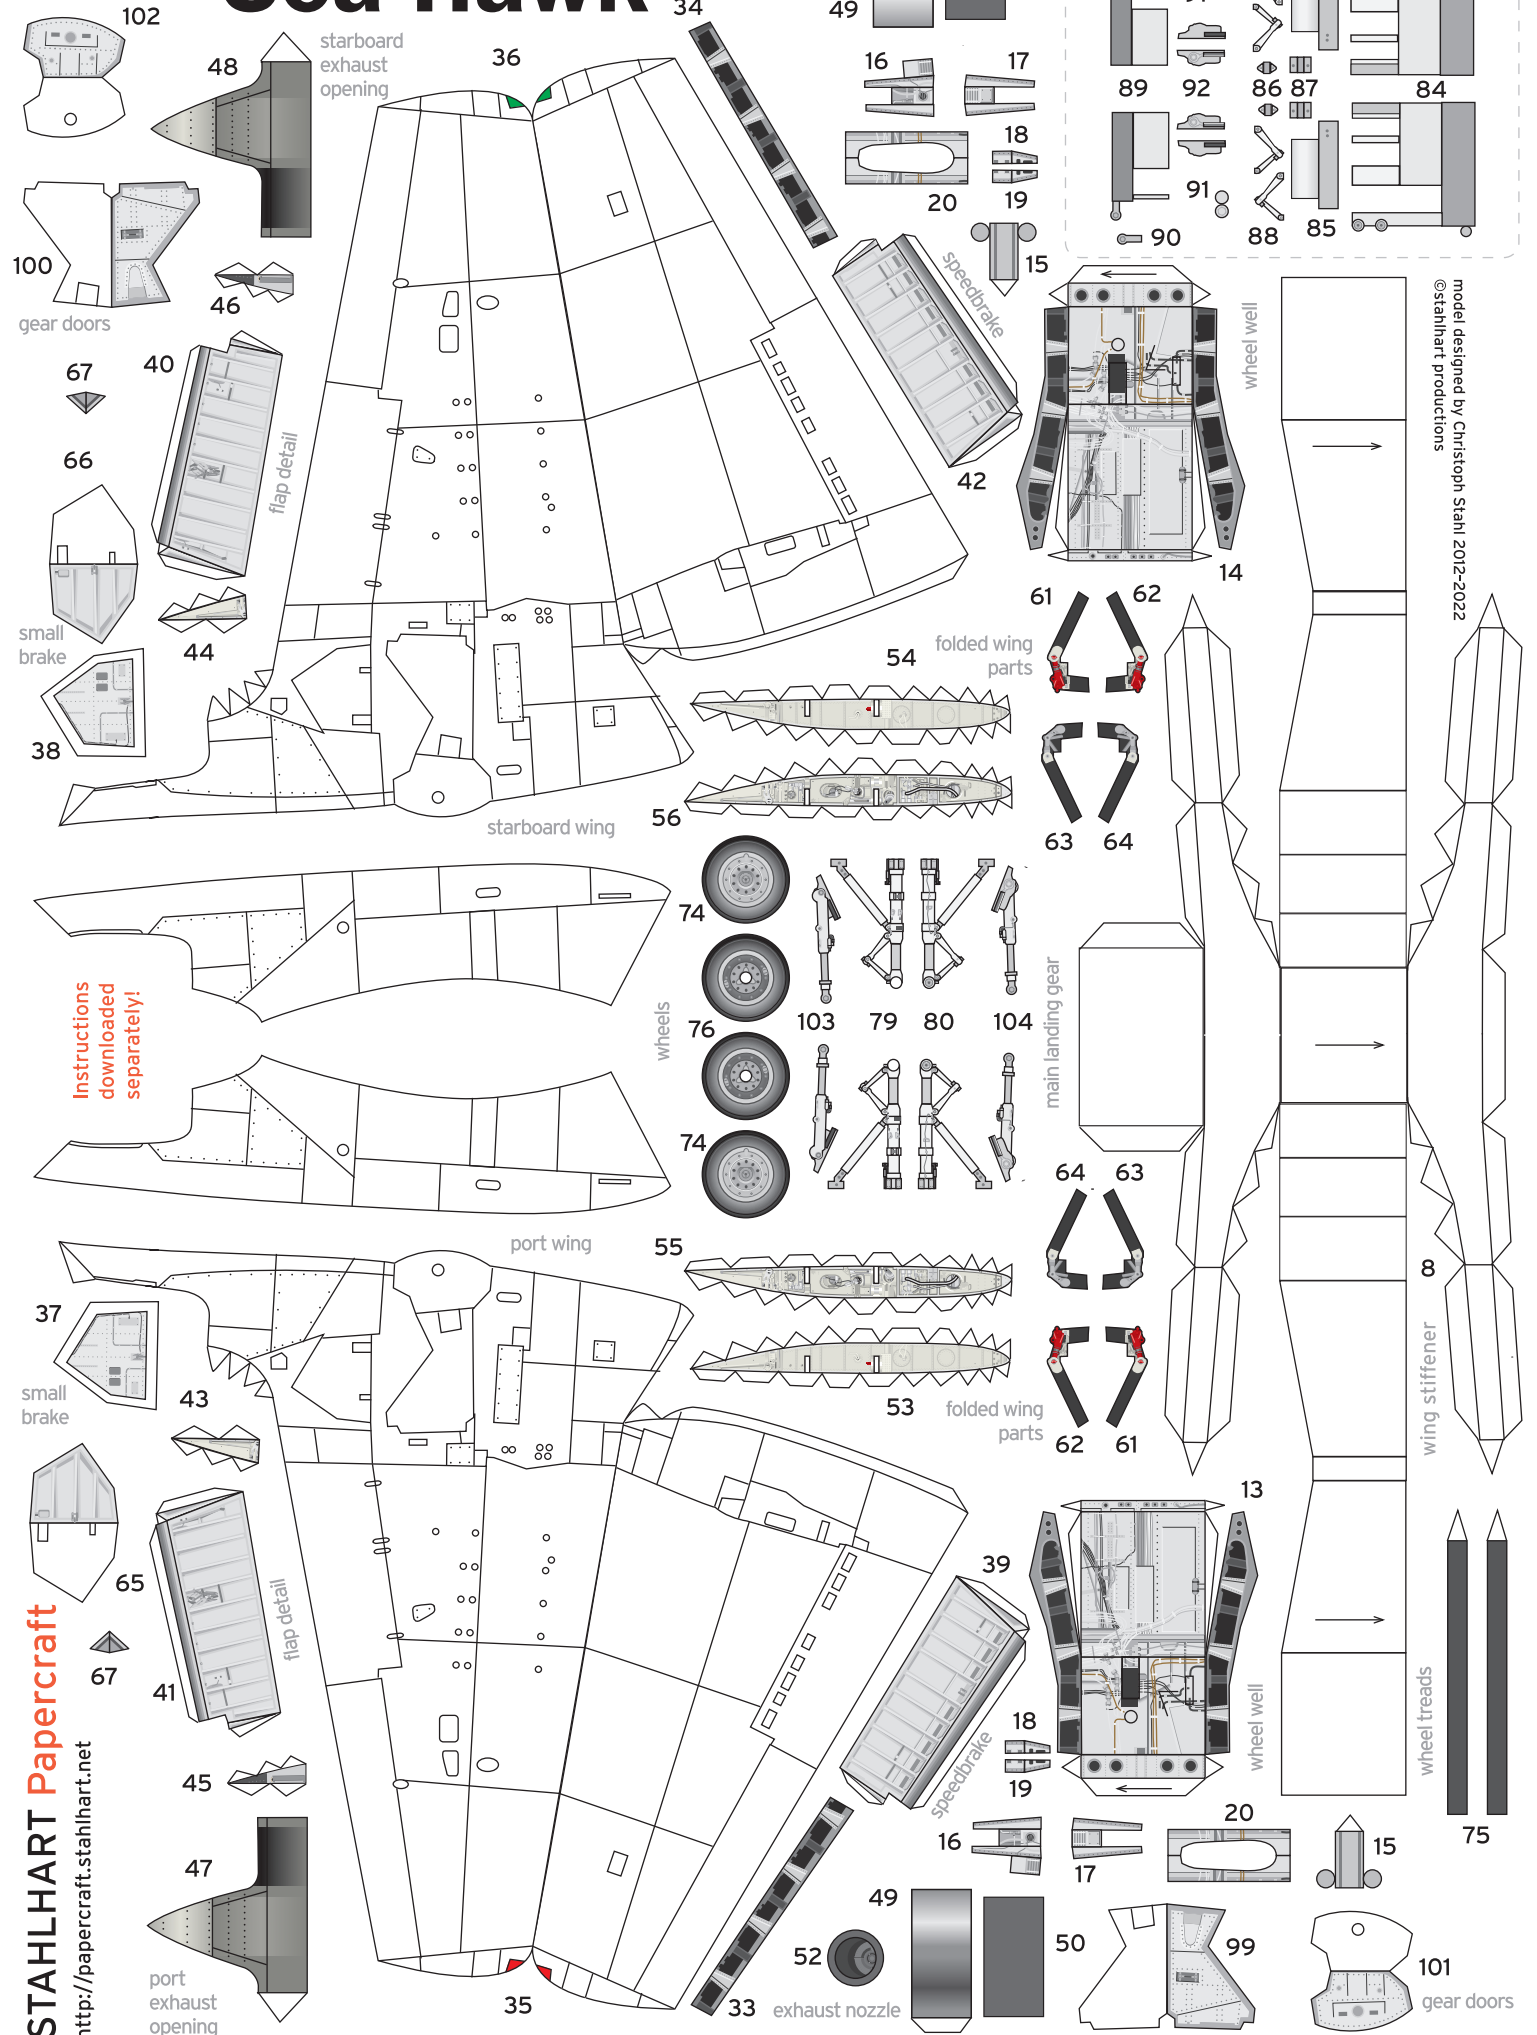 Sea Hawk
102
48
starboard
exhaust
opening
36
34
49
16
17
18
20
19
15
89
92
86
87
84
91
90
88
85
100
gear doors
46
40
67
66
flap detail
small
brake
44
38
speedbrake
42
wheel well
14
model designed by Christoph Stahl 2012-2022
©stahlhart productions
61
62
folded wing
parts
54
56
63
64
starboard wing
Instructions
downloaded
separately!
74
76
74
wheels
103
79
80
104
main landing gear
64
63
8
wing stiffener
port wing
55
53
folded wing
parts
62
61
37
small
brake
43
65
67
41
flap detail
45
47
port
exhaust
opening
STAHLHART Papercraft
http://papercraft.stahlhart.net
35
33
39
speedbrake
13
wheel well
18
19
wheel treads
75
16
17
20
15
49
52
50
exhaust nozzle
99
101
gear doors